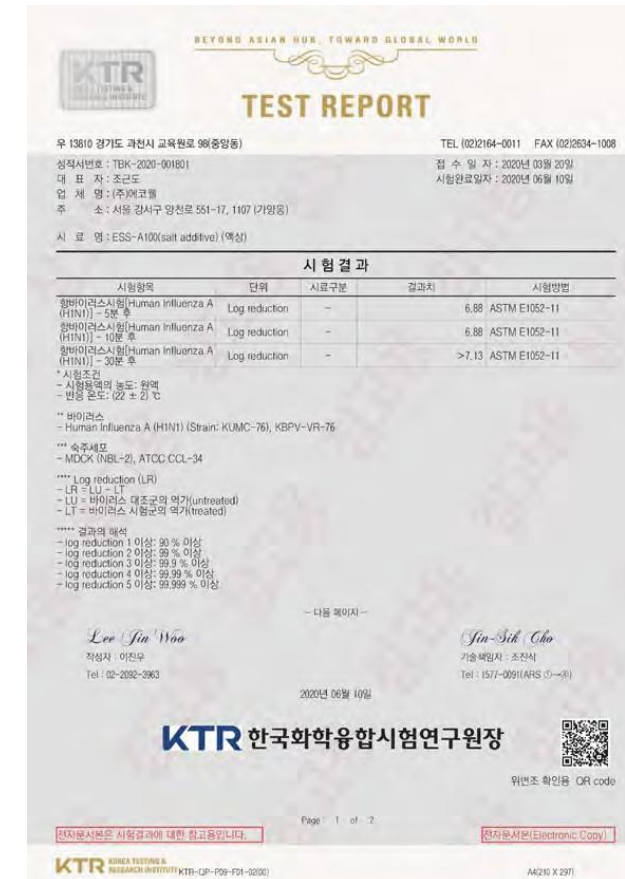 BEYOND ASIAN HUB, TOWARD GLOBAL WORLD
KTR
TEST REPORT
우 13810 경기도 과천시 교육원로 98(중앙동) TEL (02)2164-0011 FAX (02)2634-1008
성적서번호 : TBK-2020-001801 접 수 일 자 : 2020년 03월 20일
대 표 자 : 조근도 시험완료일자 : 2020년 06월 10일
업 체 명 : (주)에코웰
주 소 : 서울 강서구 양천로 551-17, 1107 (가양동)
시 료 명 : ESS-A100(salt additive) (액상)
시 험 결 과
시험항목 단위 시료구분 결과치 시험방법
항바이러스시험[Human Influenza A (H1N1)] - 5분 후 Log reduction - 6.88 ASTM E1052-11
항바이러스시험[Human Influenza A (H1N1)] - 10분 후 Log reduction - 6.88 ASTM E1052-11
항바이러스시험[Human Influenza A (H1N1)] - 30분 후 Log reduction - >7.13 ASTM E1052-11
* 시험조건
- 시험용액의 농도: 원액
- 반응 온도: (22 ± 2) ℃
** 바이러스
- Human Influenza A (H1N1) (Strain: KUMC-76), KBPV-VR-76
*** 숙주세포
- MDCK (NBL-2), ATCC CCL-34
**** Log reduction (LR)
- LR = LU - LT
- LU = 바이러스 대조군의 역가(untreated)
- LT = 바이러스 시험군의 역가(treated)
***** 결과의 해석
- log reduction 1 이상: 90 % 이상
- log reduction 2 이상: 99 % 이상
- log reduction 3 이상: 99.9 % 이상
- log reduction 4 이상: 99.99 % 이상
- log reduction 5 이상: 99.999 % 이상
- 다음 페이지 -
Lee Jin Woo Jin-Sik Cho
작성자 : 이진우 기술책임자 : 조진식
Tel : 02-2092-3963 Tel : 1577-0091(ARS ①→④)
2020년 06월 10일
KTR 한국화학융합시험연구원장
위변조 확인용 QR code
Page : 1 of 2
전자문서본은 시험결과에 대한 참고용입니다. 전자문서본(Electronic Copy)
KTR KOREA TESTING & RESEARCH INSTITUTE KTR-QP-P09-F01-02(00) A4(210 X 297)